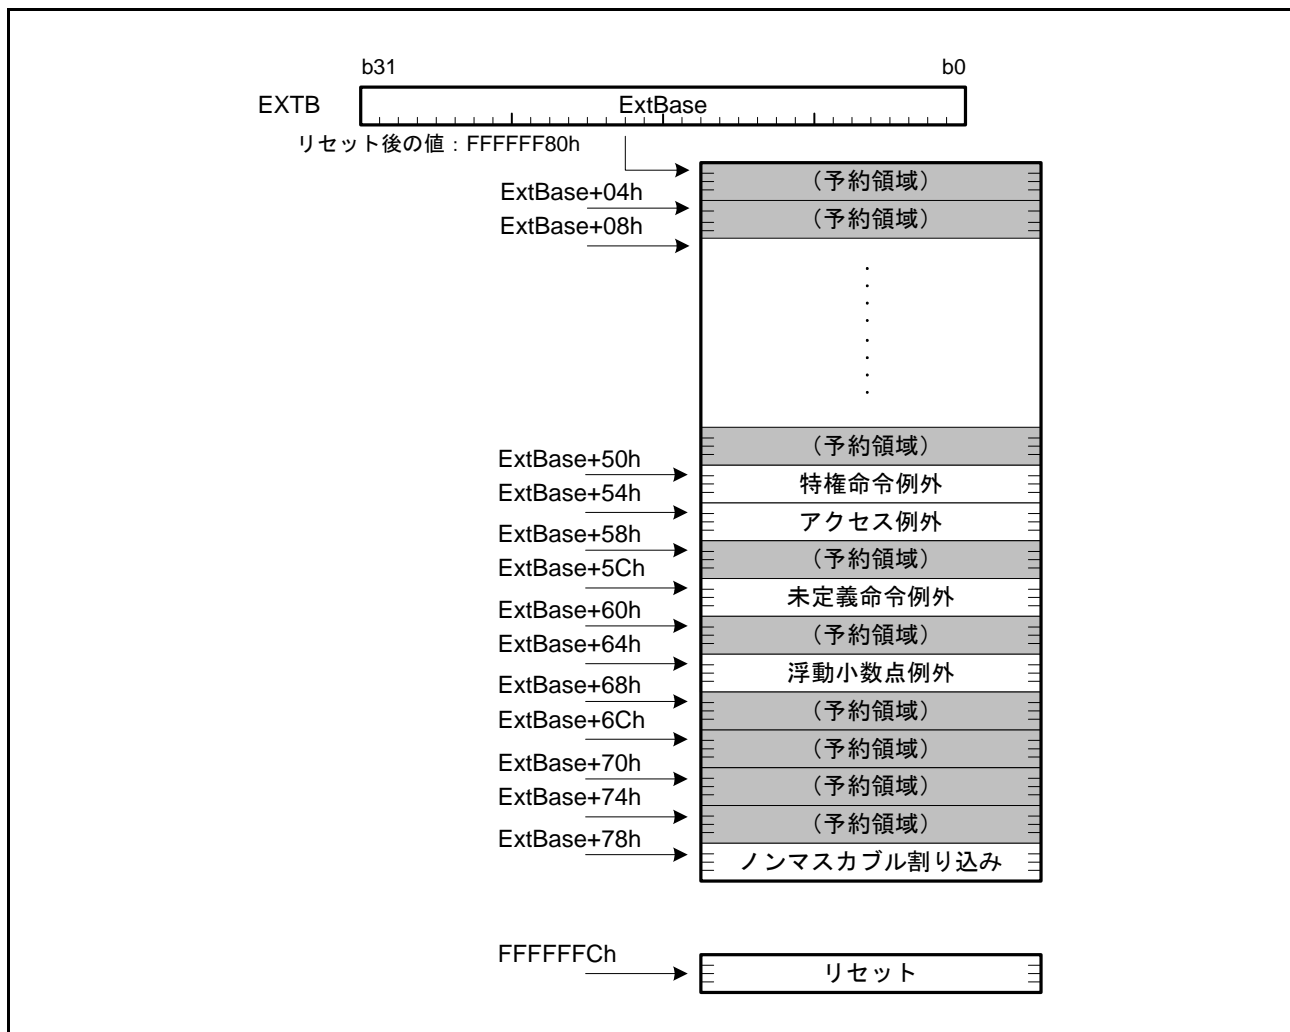 b31 b0
EXTB ExtBase
リセット後の値：FFFFFF80h
（予約領域）
ExtBase+04h
（予約領域）
ExtBase+08h
（予約領域）
ExtBase+50h
特権命令例外
ExtBase+54h
アクセス例外
ExtBase+58h
（予約領域）
ExtBase+5Ch
未定義命令例外
ExtBase+60h
（予約領域）
ExtBase+64h
浮動小数点例外
ExtBase+68h
（予約領域）
ExtBase+6Ch
（予約領域）
ExtBase+70h
（予約領域）
ExtBase+74h
（予約領域）
ExtBase+78h
ノンマスカブル割り込み
FFFFFFCh
リセット